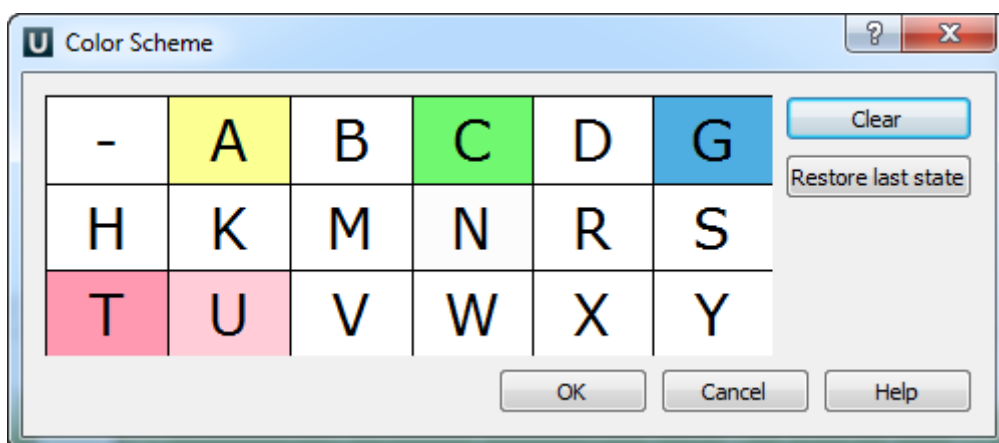 U Color Scheme
?
X
- A B C D G
Clear
Restore last state
H K M N R S
T U V W X Y
OK Cancel Help